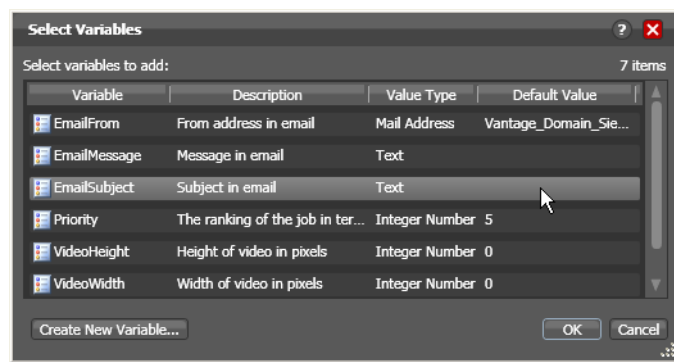 Select Variables ?
Select variables to add: 7 items
Variable Description Value Type Default Value
EmailFrom From address in email Mail Address Vantage_Domain_Sie...
EmailMessage Message in email Text
EmailSubject Subject in email Text
Priority The ranking of the job in ter... Integer Number 5
VideoHeight Height of video in pixels Integer Number 0
VideoWidth Width of video in pixels Integer Number 0
Create New Variable... OK Cancel